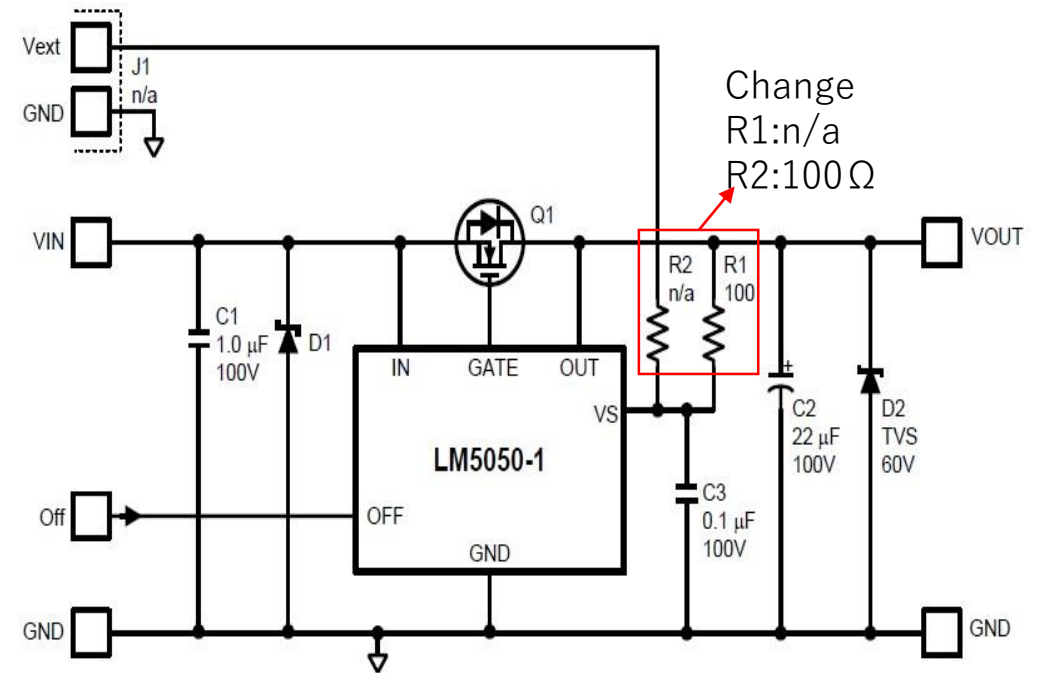 Vext
J1
n/a
GND
Change
R1:n/a
R2:100Ω
VIN
Q1
VOUT
R2
n/a
R1
100
C1
1.0 µF
100V
D1
IN
GATE
OUT
VS
+
C2
22 µF
100V
D2
TVS
60V
LM5050-1
C3
0.1 µF
100V
Off
OFF
GND
GND
GND